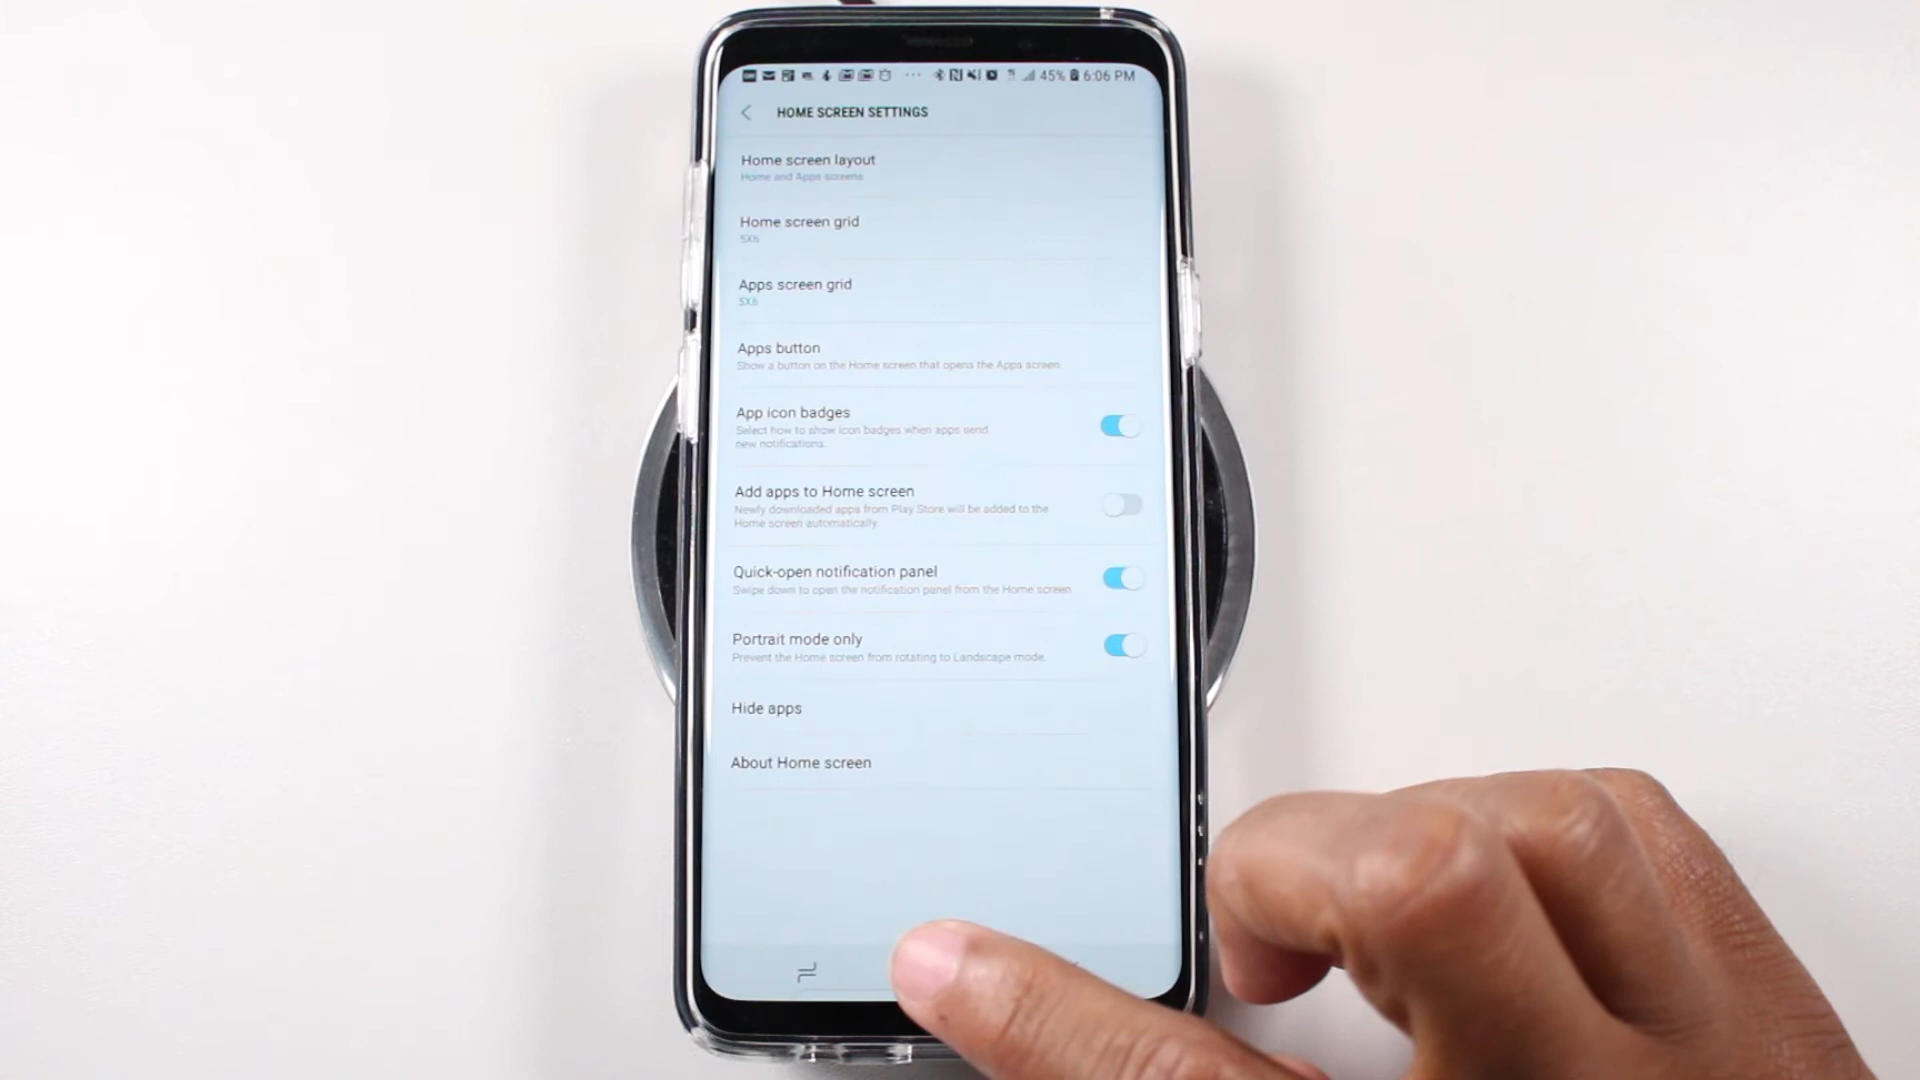 45% 6:06 PM
HOME SCREEN SETTINGS
Home screen layout
Home and Apps screens
Home screen grid
5X6
Apps screen grid
5X6
Apps button
Show a button on the Home screen that opens the Apps screen.
App icon badges
Select how to show icon badges when apps send
new notifications.
Add apps to Home screen
Newly downloaded apps from Play Store will be added to the
Home screen automatically.
Quick-open notification panel
Swipe down to open the notification panel from the Home screen.
Portrait mode only
Prevent the Home screen from rotating to Landscape mode.
Hide apps
About Home screen